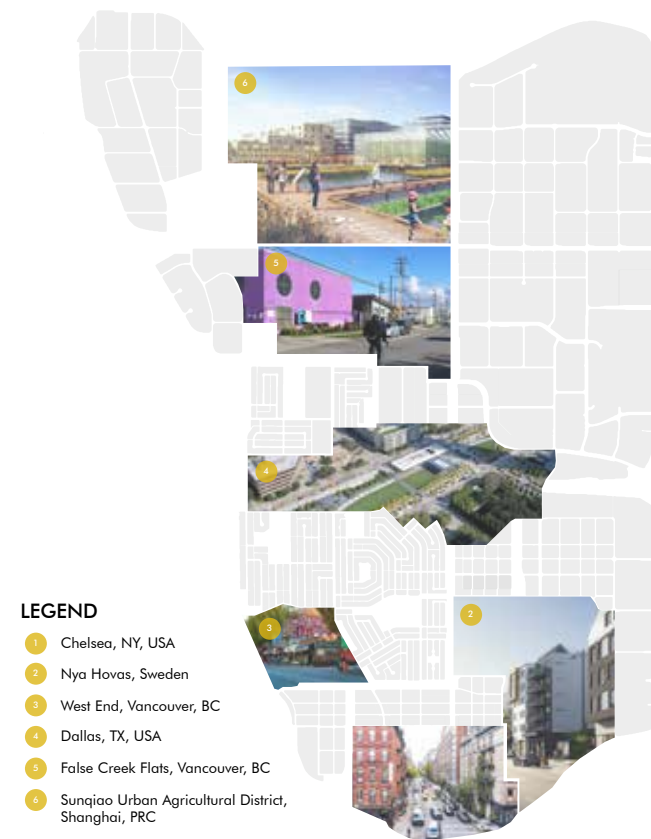 6
5
4
3
2
LEGEND
1 Chelsea, NY, USA
2 Nya Hovas, Sweden
3 West End, Vancouver, BC
4 Dallas, TX, USA
5 False Creek Flats, Vancouver, BC
6 Sunqiao Urban Agricultural District,
Shanghai, PRC